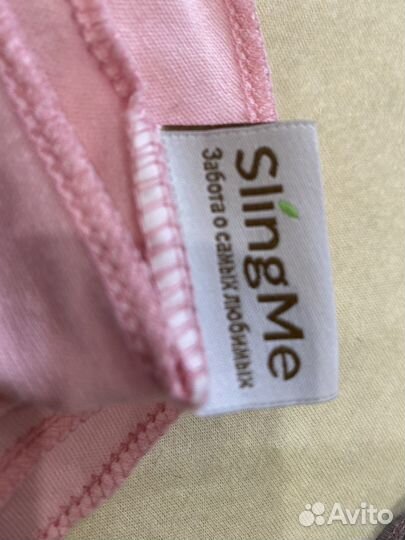 SlingMe
Забота о самых любимых
Avito